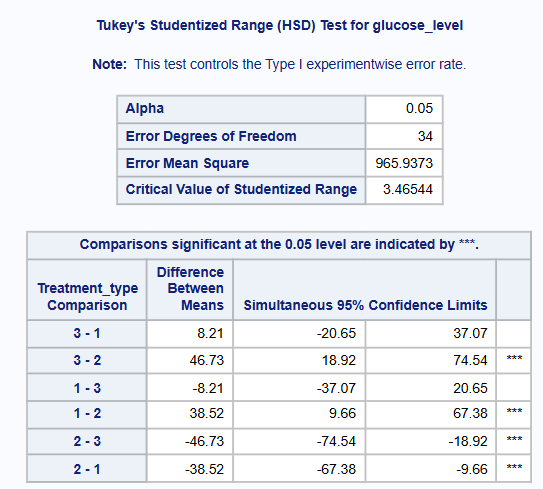 Tukey's Studentized Range (HSD) Test for glucose_level
Note: This test controls the Type I experimentwise error rate.
Alpha 0.05
Error Degrees of Freedom 34
Error Mean Square 965.9373
Critical Value of Studentized Range 3.46544
Comparisons significant at the 0.05 level are indicated by ***.
Treatment_type
Comparison
Difference
Between
Means
Simultaneous 95% Confidence Limits
3 - 1 8.21 -20.65 37.07
3 - 2 46.73 18.92 74.54 ***
1 - 3 -8.21 -37.07 20.65
1 - 2 38.52 9.66 67.38 ***
2 - 3 -46.73 -74.54 -18.92 ***
2 - 1 -38.52 -67.38 -9.66 ***